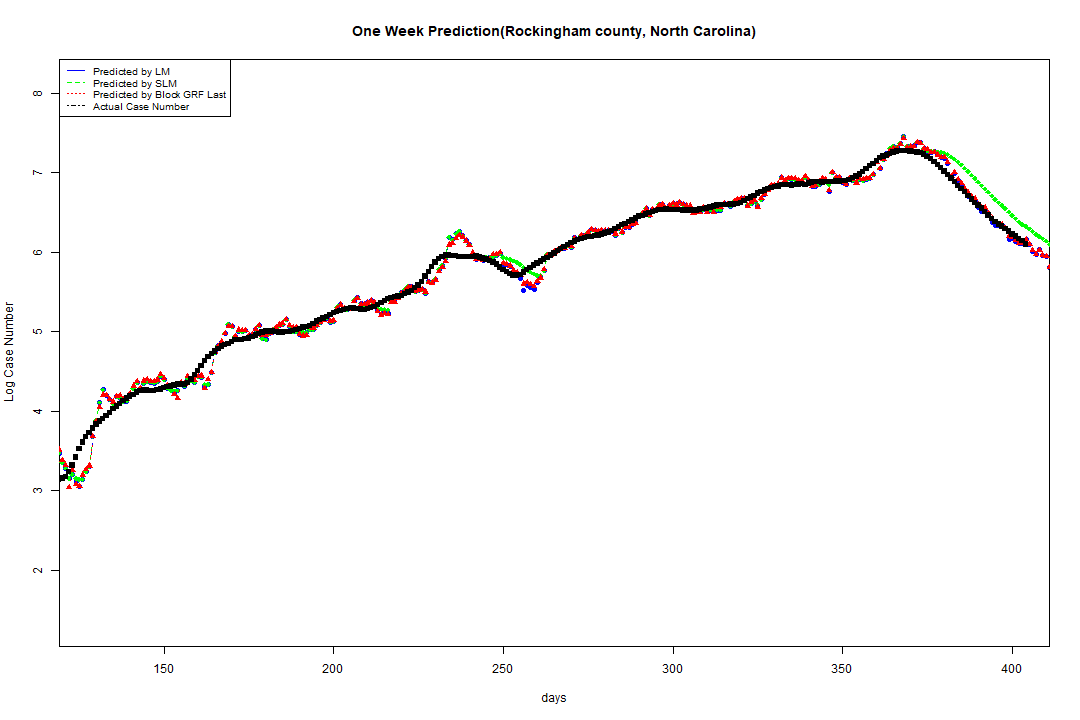 One Week Prediction(Rockingham county, North Carolina)
Predicted by LM
Predicted by SLM
Predicted by Block GRF Last
Actual Case Number
8
7
6
5
4
3
2
Log Case Number
150 200 250 300 350 400
days